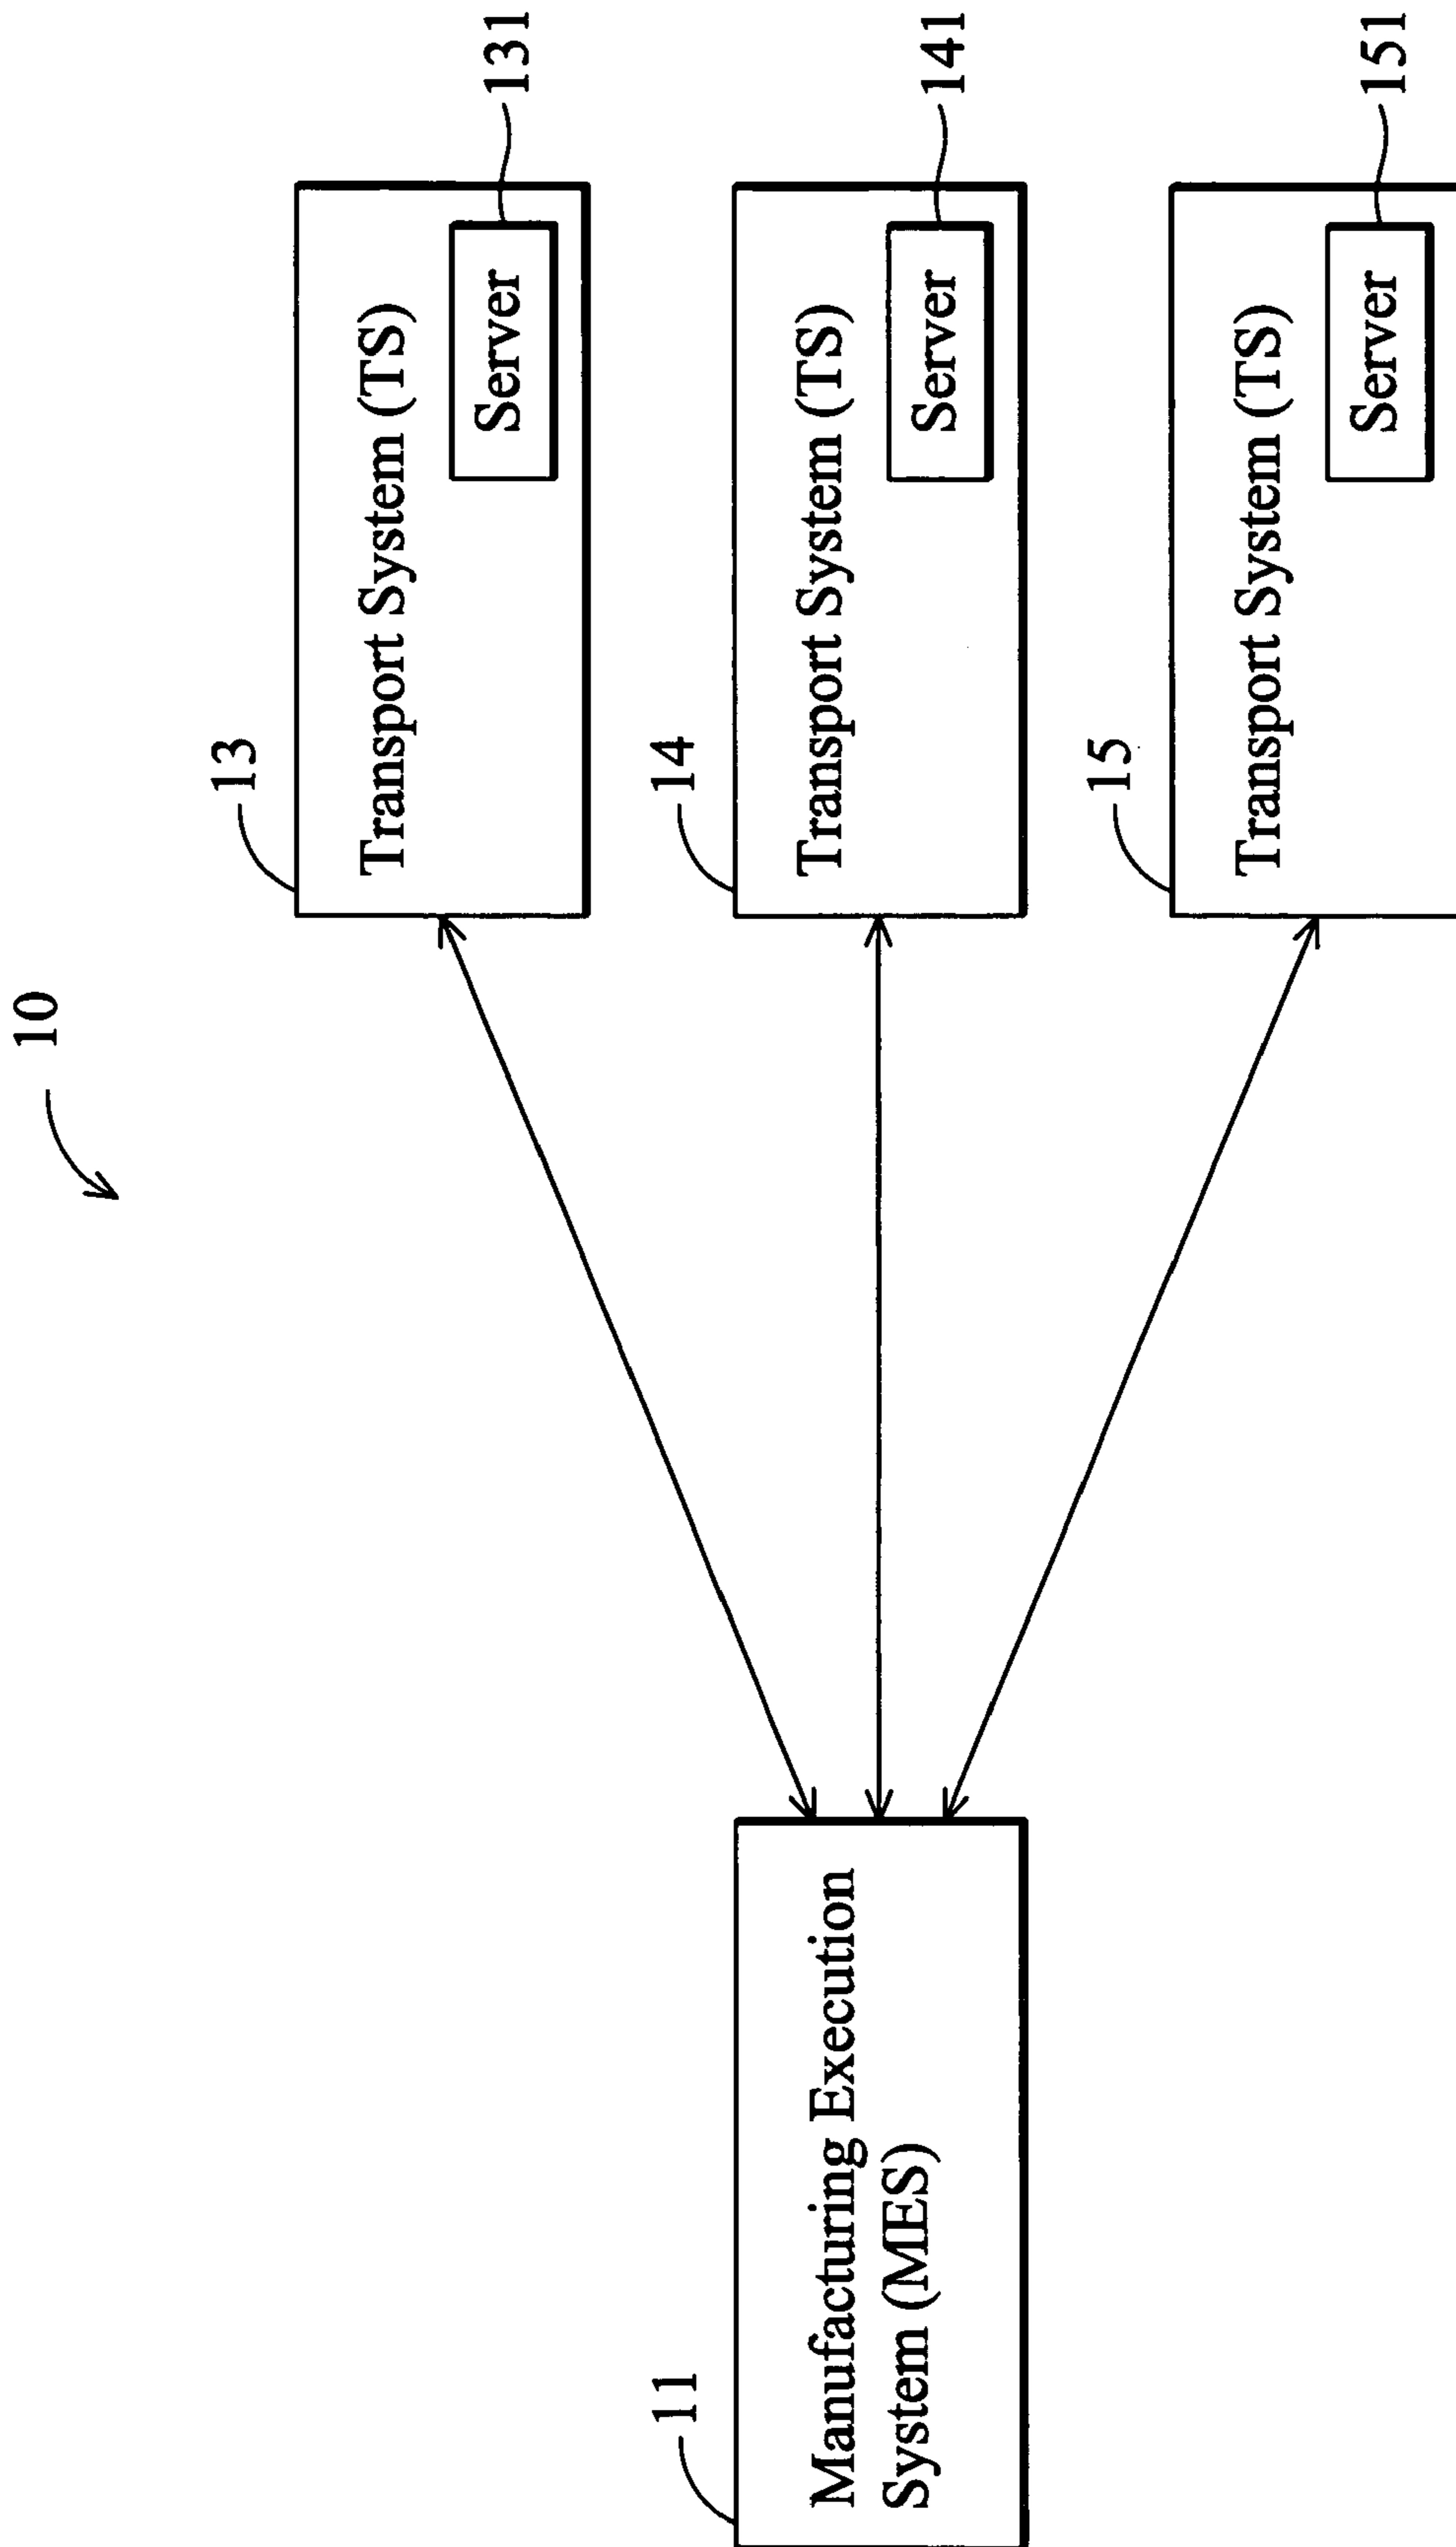 10
11
Manufacturing Execution
System (MES)
13
Transport System (TS)
Server
131
14
Transport System (TS)
Server
141
15
Transport System (TS)
Server
151